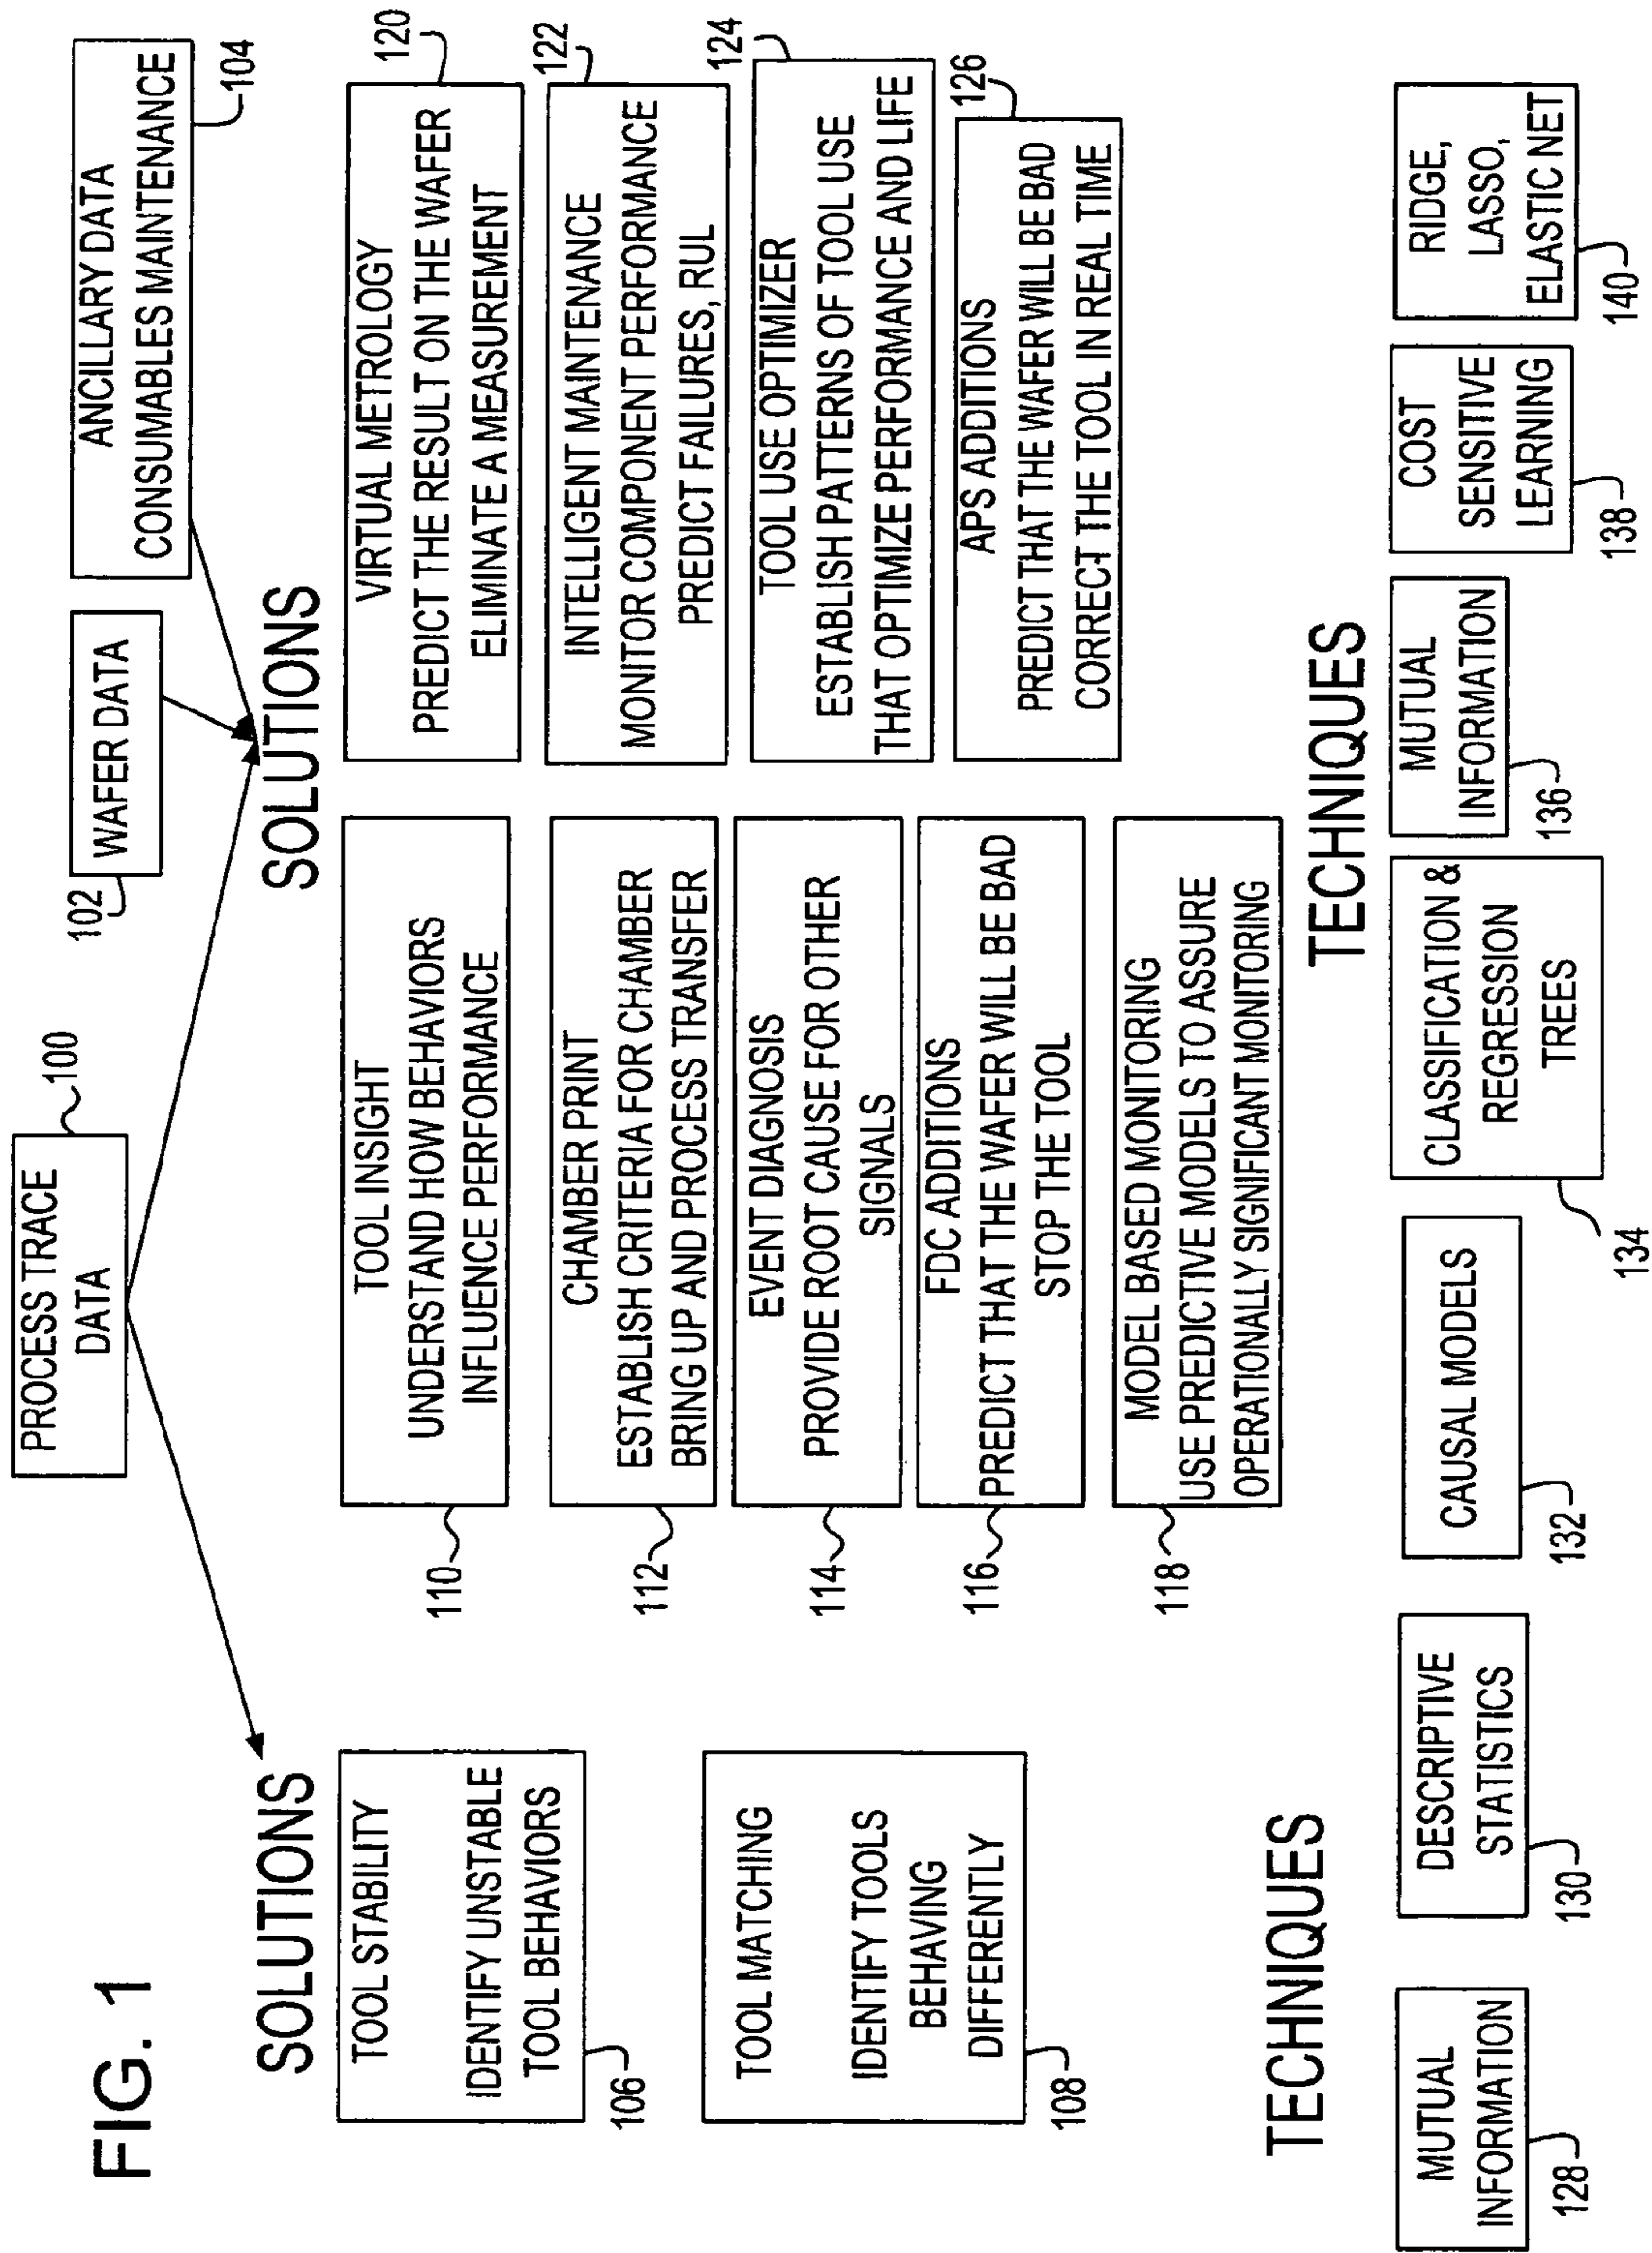 FIG. 1
PROCESS TRACE
DATA
100
WAFER DATA
102
ANCILLARY DATA
CONSUMABLES MAINTENANCE
104
SOLUTIONS
TOOL STABILITY
IDENTIFY UNSTABLE
TOOL BEHAVIORS
106
TOOL MATCHING
IDENTIFY TOOLS
BEHAVING
DIFFERENTLY
108
SOLUTIONS
TOOL INSIGHT
UNDERSTAND HOW BEHAVIORS
INFLUENCE PERFORMANCE
110
CHAMBER PRINT
ESTABLISH CRITERIA FOR CHAMBER
BRING UP AND PROCESS TRANSFER
112
EVENT DIAGNOSIS
PROVIDE ROOT CAUSE FOR OTHER
SIGNALS
114
FDC ADDITIONS
PREDICT THAT THE WAFER WILL BE BAD
STOP THE TOOL
116
MODEL BASED MONITORING
USE PREDICTIVE MODELS TO ASSURE
OPERATIONALLY SIGNIFICANT MONITORING
118
VIRTUAL METROLOGY
PREDICT THE RESULT ON THE WAFER
ELIMINATE A MEASUREMENT
120
INTELLIGENT MAINTENANCE
MONITOR COMPONENT PERFORMANCE
PREDICT FAILURES, RUL
122
TOOL USE OPTIMIZER
ESTABLISH PATTERNS OF TOOL USE
THAT OPTIMIZE PERFORMANCE AND LIFE
124
APS ADDITIONS
PREDICT THAT THE WAFER WILL BE BAD
CORRECT THE TOOL IN REAL TIME
126
TECHNIQUES
MUTUAL
INFORMATION
128
DESCRIPTIVE
STATISTICS
130
TECHNIQUES
CAUSAL MODELS
132
CLASSIFICATION &
REGRESSION
TREES
134
MUTUAL
INFORMATION
136
COST
SENSITIVE
LEARNING
138
RIDGE,
LASSO,
ELASTIC NET
140